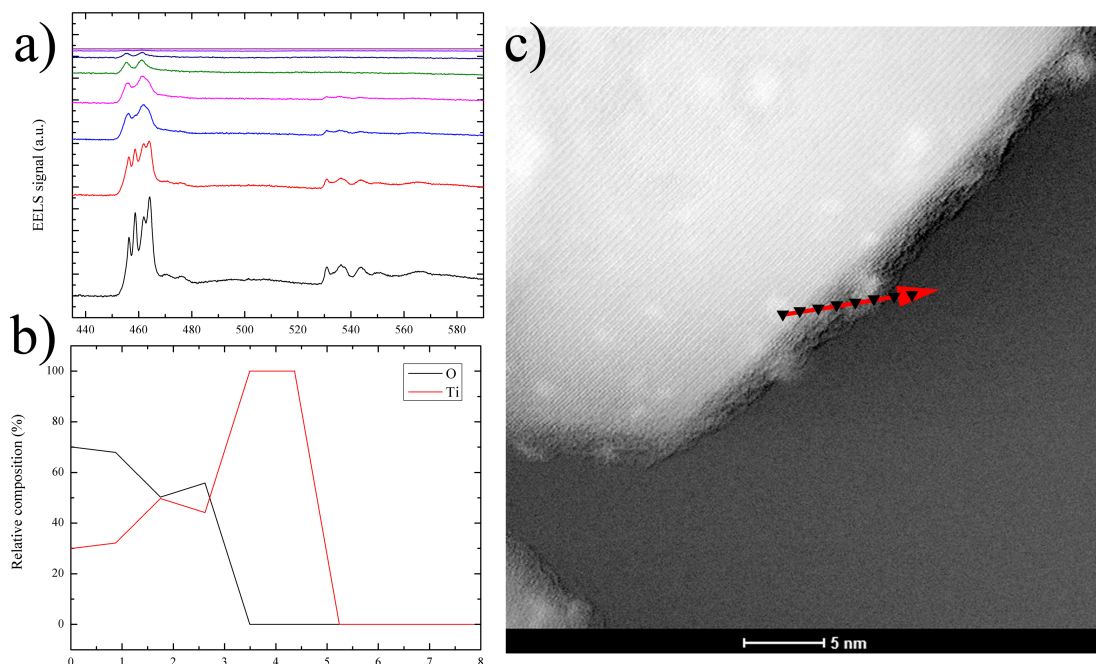 a)
EELS signal (a.u.)
440 460 480 500 520 540 560 580
b)
Relative composition (%)
100
80
60
40
20
0
O
Ti
0 1 2 3 4 5 6 7 8
c)
5 nm